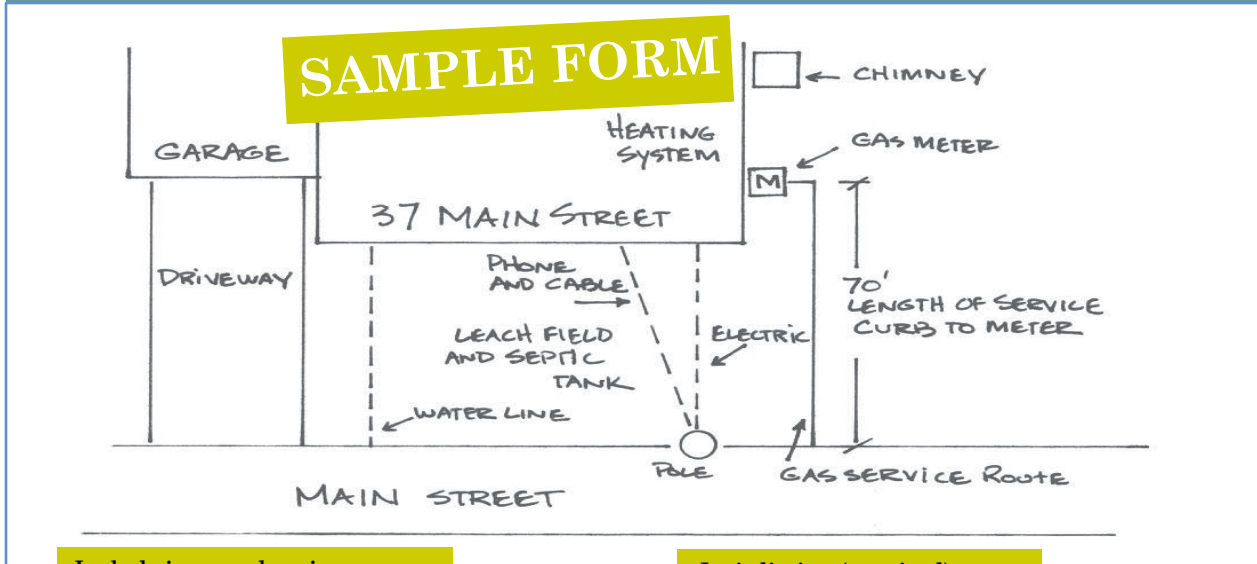 SAMPLE FORM
CHIMNEY
HEATING
SYSTEM
GAS METER
GARAGE
M
37 MAIN STREET
DRIVEWAY
PHONE
AND CABLE
70'
LENGTH OF SERVICE
CURB TO METER
LEACH FIELD
AND SEPTIC
TANK
ELECTRIC
WATER LINE
POLE
GAS SERVICE ROUTE
MAIN STREET